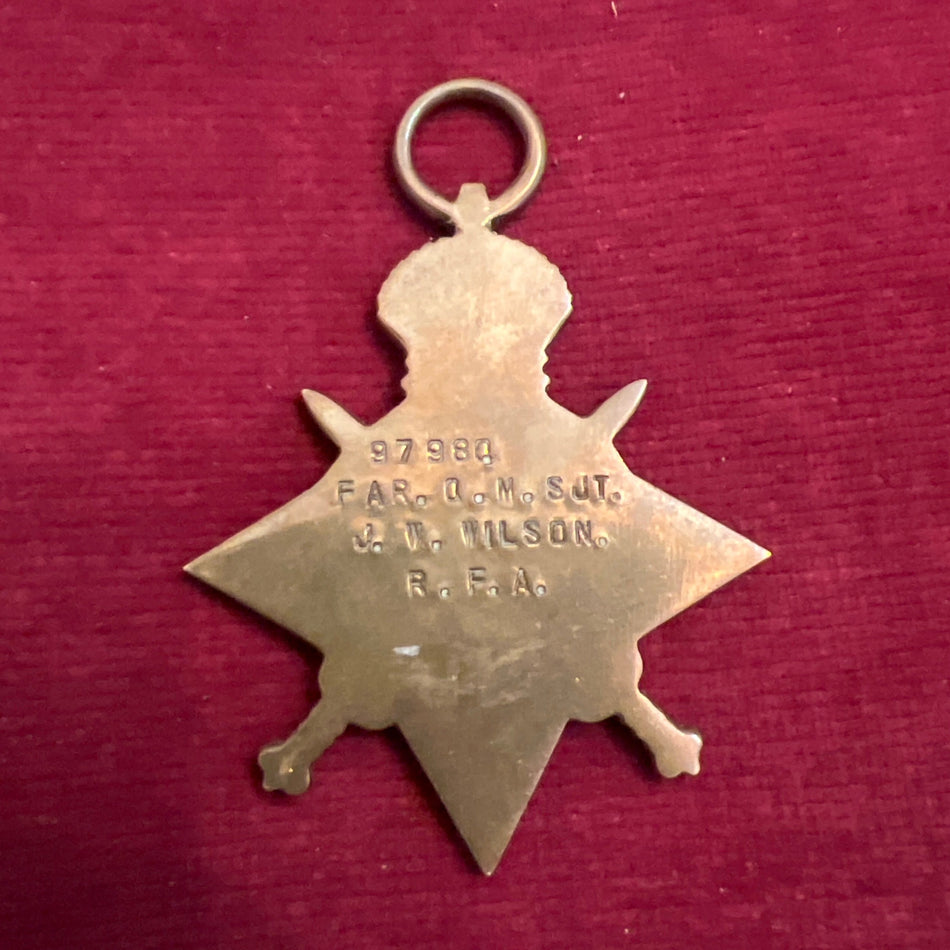 97980
FAR. Q. M. SJT.
J. W. WILSON.
R. F. A.